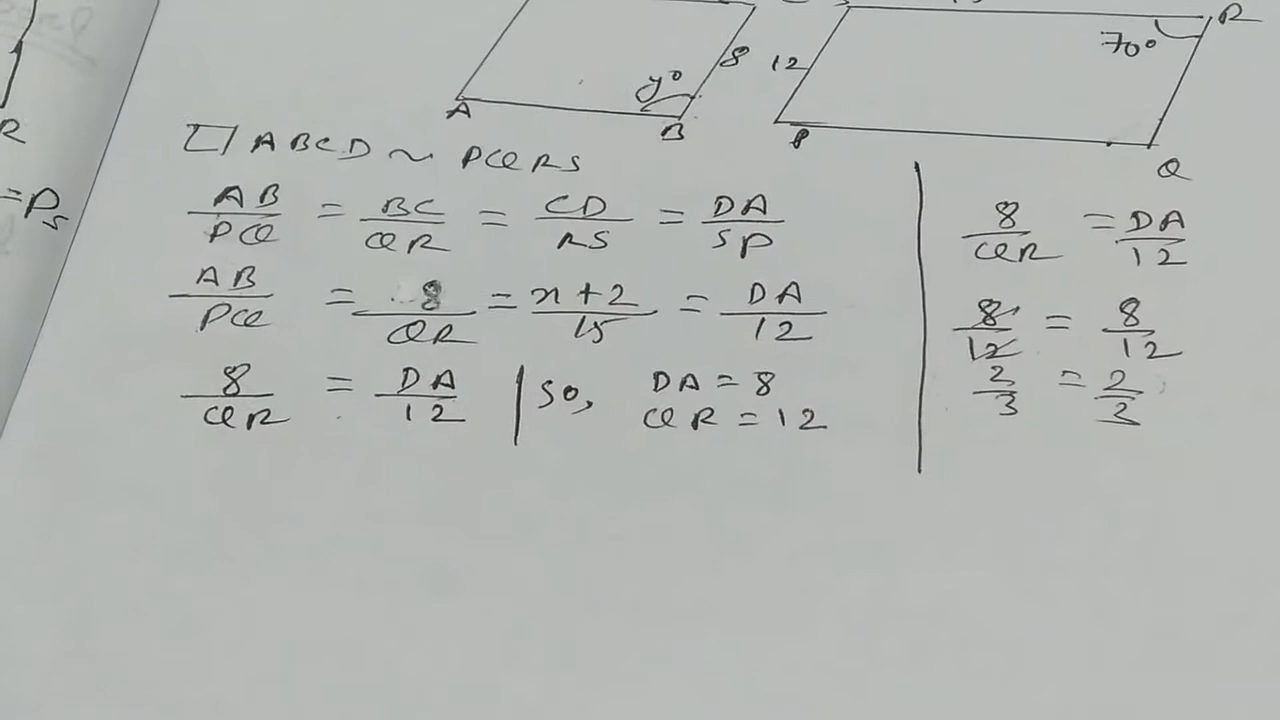 R
= PS
8
12
70°
R
A
y°
B
P
Q
▱ ABCD ~ PQRS
AB/PQ = BC/QR = CD/RS = DA/SP
AB/PQ = 8/QR = x+2/15 = DA/12
8/QR = DA/12 | so, DA = 8
QR = 12
8/QR = DA/12
8/12 = 8/12
2/3 = 2/3